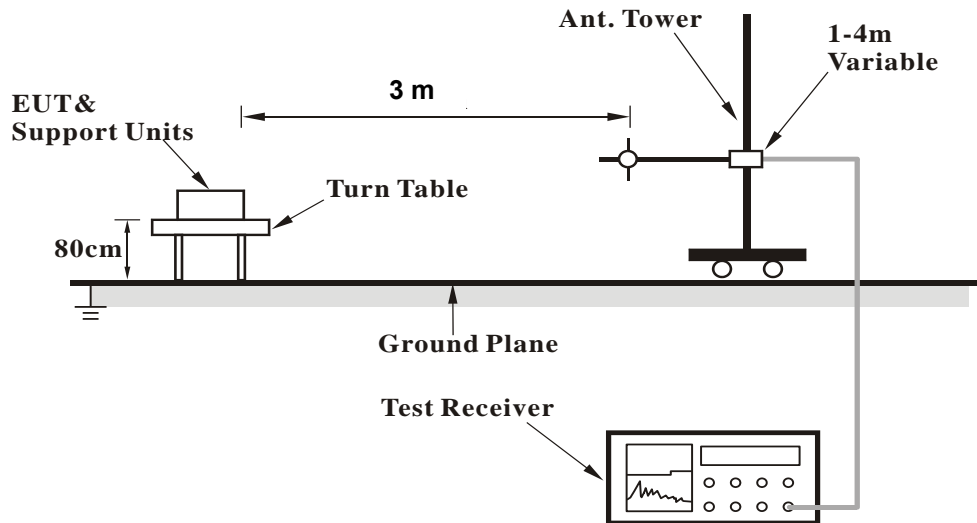 Ant. Tower
1-4m
Variable
3 m
EUT&
Support Units
Turn Table
80cm
Ground Plane
Test Receiver